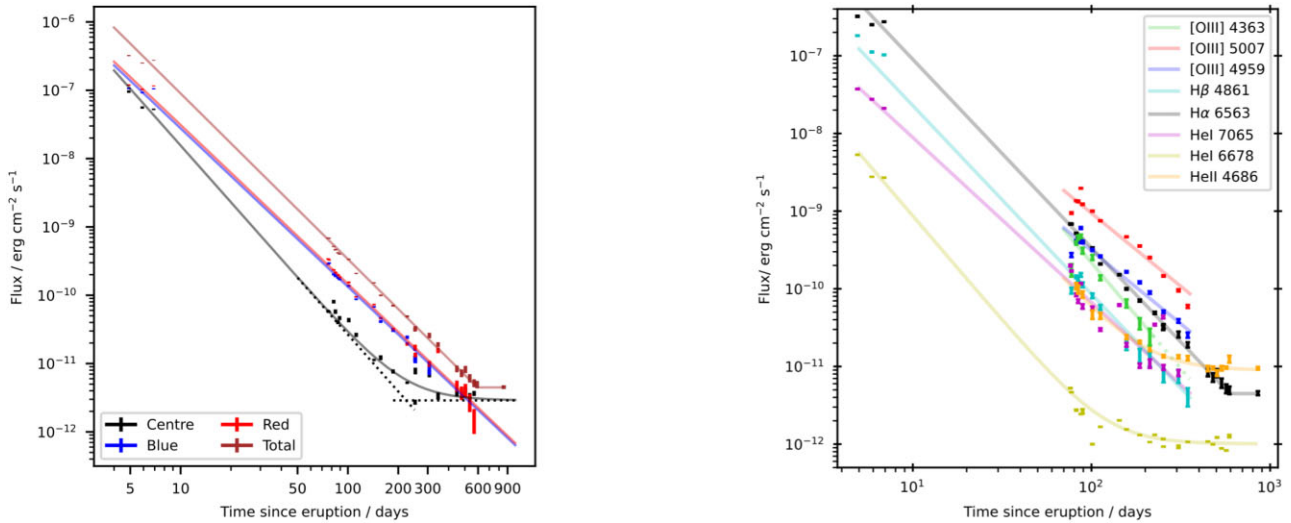 10⁻⁶
10⁻⁷
10⁻⁸
10⁻⁹
10⁻¹⁰
10⁻¹¹
10⁻¹²
Flux / erg cm⁻² s⁻¹
Centre
Blue
Red
Total
5 10 50 100 200 300 600 900
Time since eruption / days
10⁻⁷
10⁻⁸
10⁻⁹
10⁻¹⁰
10⁻¹¹
10⁻¹²
Flux/ erg cm⁻² s⁻¹
[OIII] 4363
[OIII] 5007
[OIII] 4959
Hβ 4861
Hα 6563
HeI 7065
HeI 6678
HeII 4686
10¹ 10² 10³
Time since eruption / days